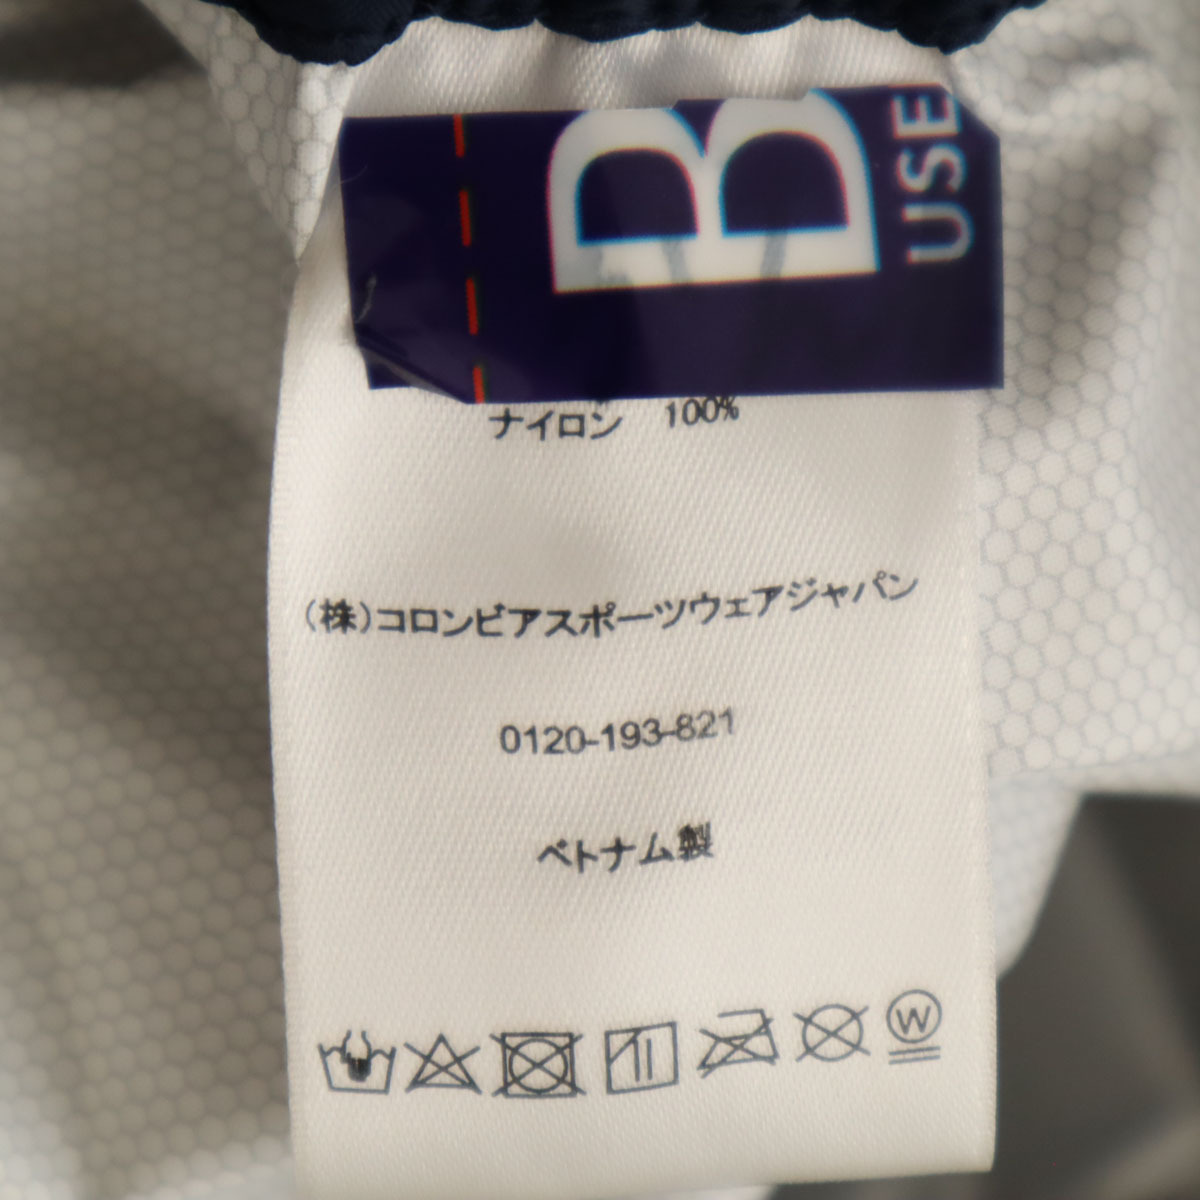 B
USE
ナイロン 100%
(株)コロンビアスポーツウェアジャパン
0120-193-821
ベトナム製
W